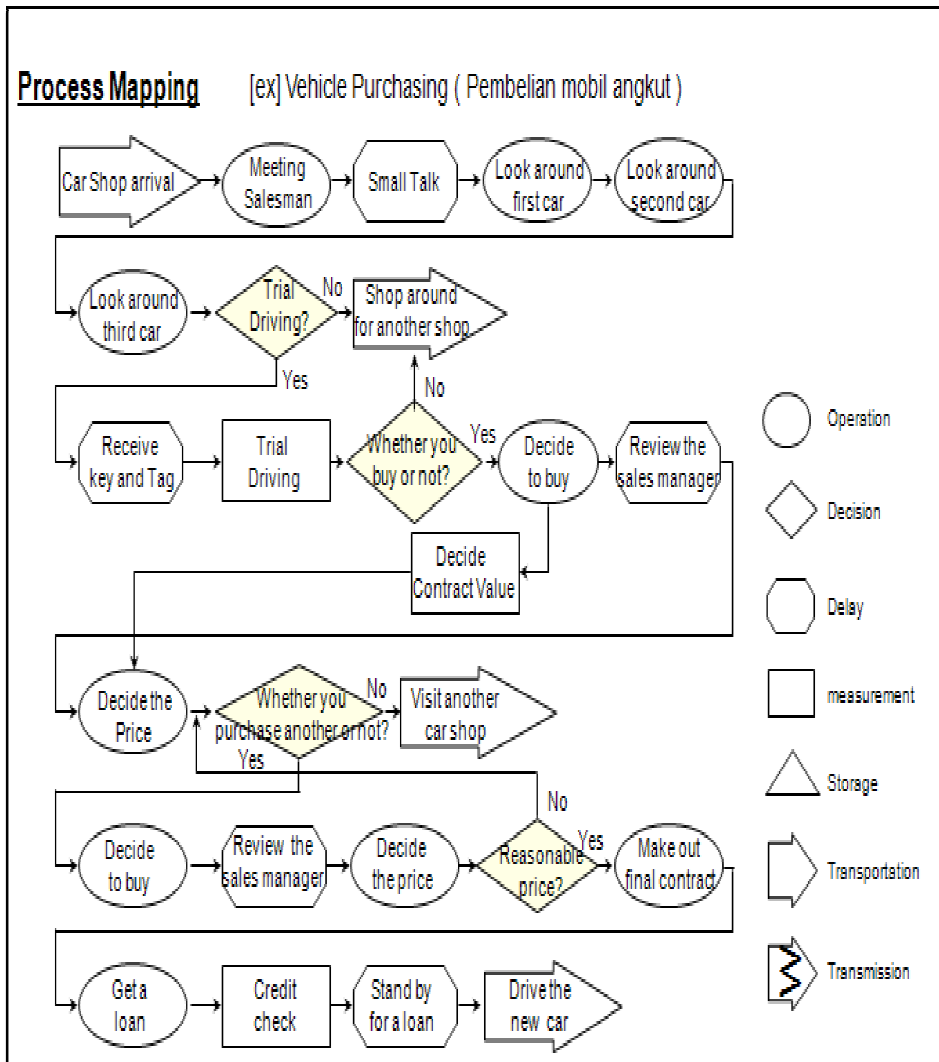 Process Mapping [ex] Vehicle Purchasing ( Pembelian mobil angkut )
Car Shop arrival
Meeting
Salesman
Small Talk
Look around
first car
Look around
second car
Look around
third car
Trial
Driving?
No
Shop around
for another shop
Yes
No
Receive
key and Tag
Trial
Driving
Whether you
buy or not?
Yes
Decide
to buy
Review the
sales manager
Decide
Contract Value
Decide the
Price
Whether you
purchase another or not?
No
Visit another
car shop
Yes
No
Decide
to buy
Review the
sales manager
Decide
the price
Reasonable
price?
Yes
Make out
final contract
Get a
loan
Credit
check
Stand by
for a loan
Drive the
new car
Operation
Decision
Delay
measurement
Storage
Transportation
Transmission